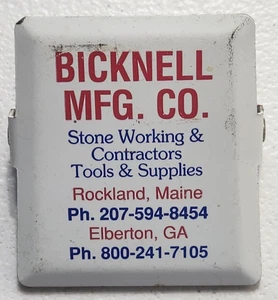 BICKNELL
MFG. CO.
Stone Working &
Contractors
Tools & Supplies
Rockland, Maine
Ph. 207-594-8454
Elberton, GA
Ph. 800-241-7105